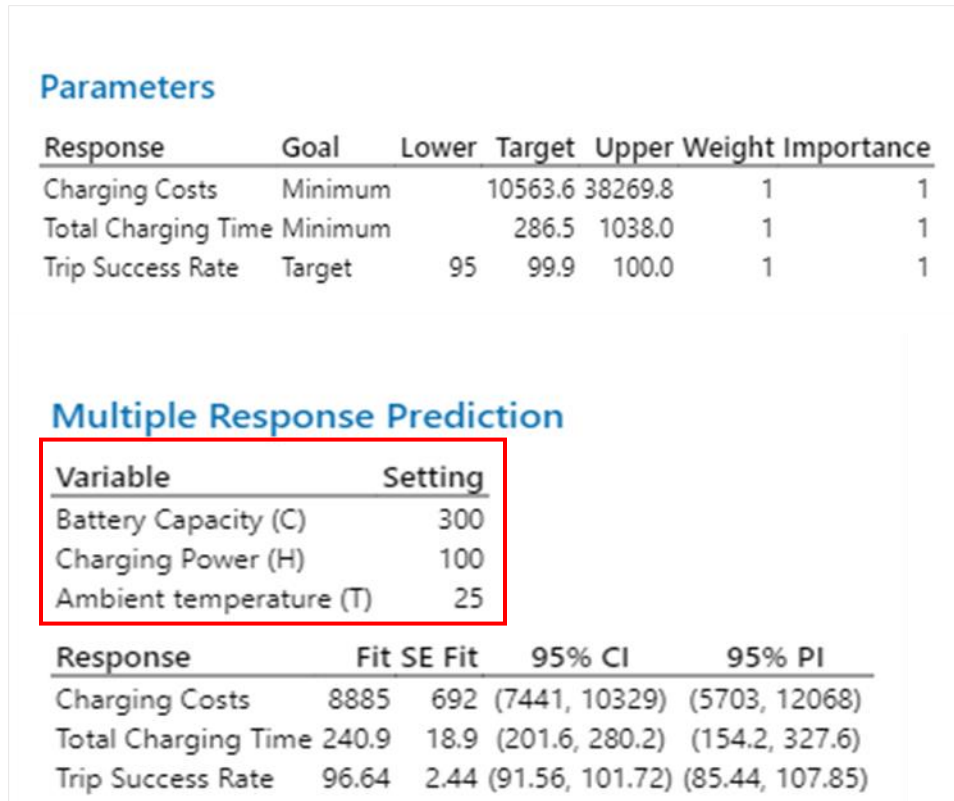 Parameters
Response Goal Lower Target Upper Weight Importance
Charging Costs Minimum 10563.6 38269.8 1 1
Total Charging Time Minimum 286.5 1038.0 1 1
Trip Success Rate Target 95 99.9 100.0 1 1
Multiple Response Prediction
Variable Setting
Battery Capacity (C) 300
Charging Power (H) 100
Ambient temperature (T) 25
Response Fit SE Fit 95% CI 95% PI
Charging Costs 8885 692 (7441, 10329) (5703, 12068)
Total Charging Time 240.9 18.9 (201.6, 280.2) (154.2, 327.6)
Trip Success Rate 96.64 2.44 (91.56, 101.72) (85.44, 107.85)